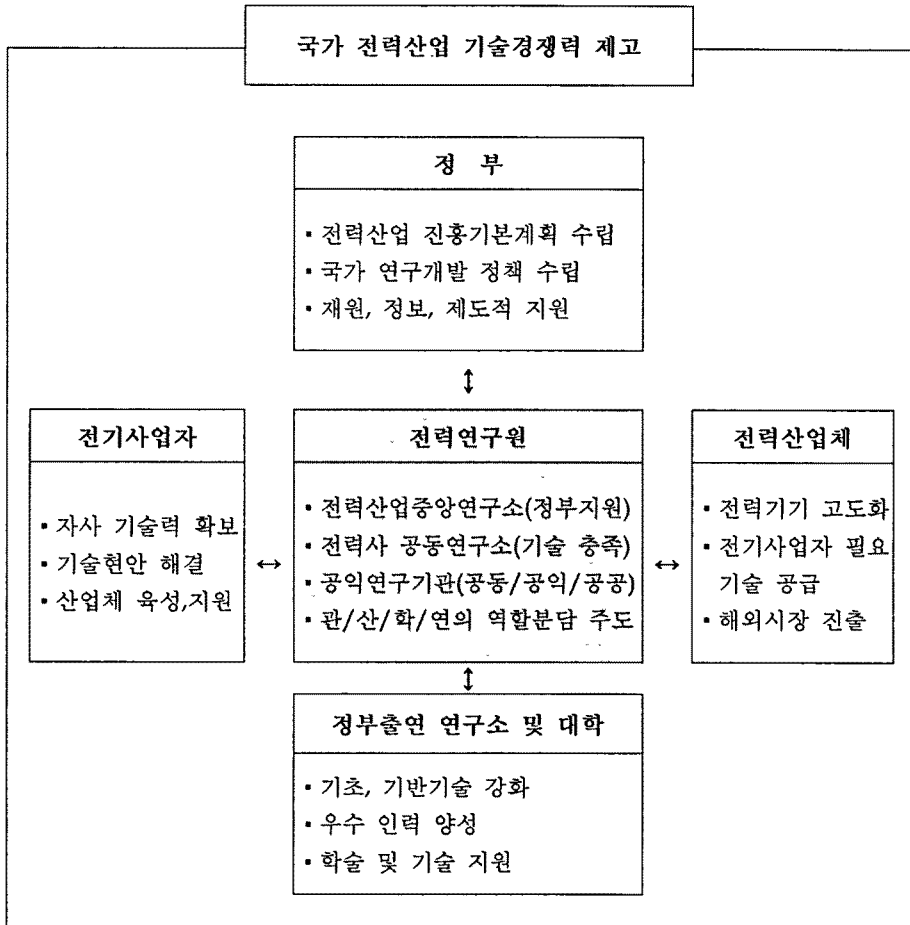 국가 전력산업 기술경쟁력 제고
정 부
▪ 전력산업 진흥기본계획 수립
▪ 국가 연구개발 정책 수립
▪ 재원, 정보, 제도적 지원
↕
전기사업자
▪ 자사 기술력 확보
▪ 기술현안 해결
▪ 산업체 육성,지원
↔
전력연구원
▪ 전력산업중앙연구소(정부지원)
▪ 전력사 공동연구소(기술 충족)
▪ 공익연구기관(공동/공익/공공)
▪ 관/산/학/연의 역할분담 주도
↔
전력산업체
▪ 전력기기 고도화
▪ 전기사업자 필요
기술 공급
▪ 해외시장 진출
↕
정부출연 연구소 및 대학
▪ 기초, 기반기술 강화
▪ 우수 인력 양성
▪ 학술 및 기술 지원